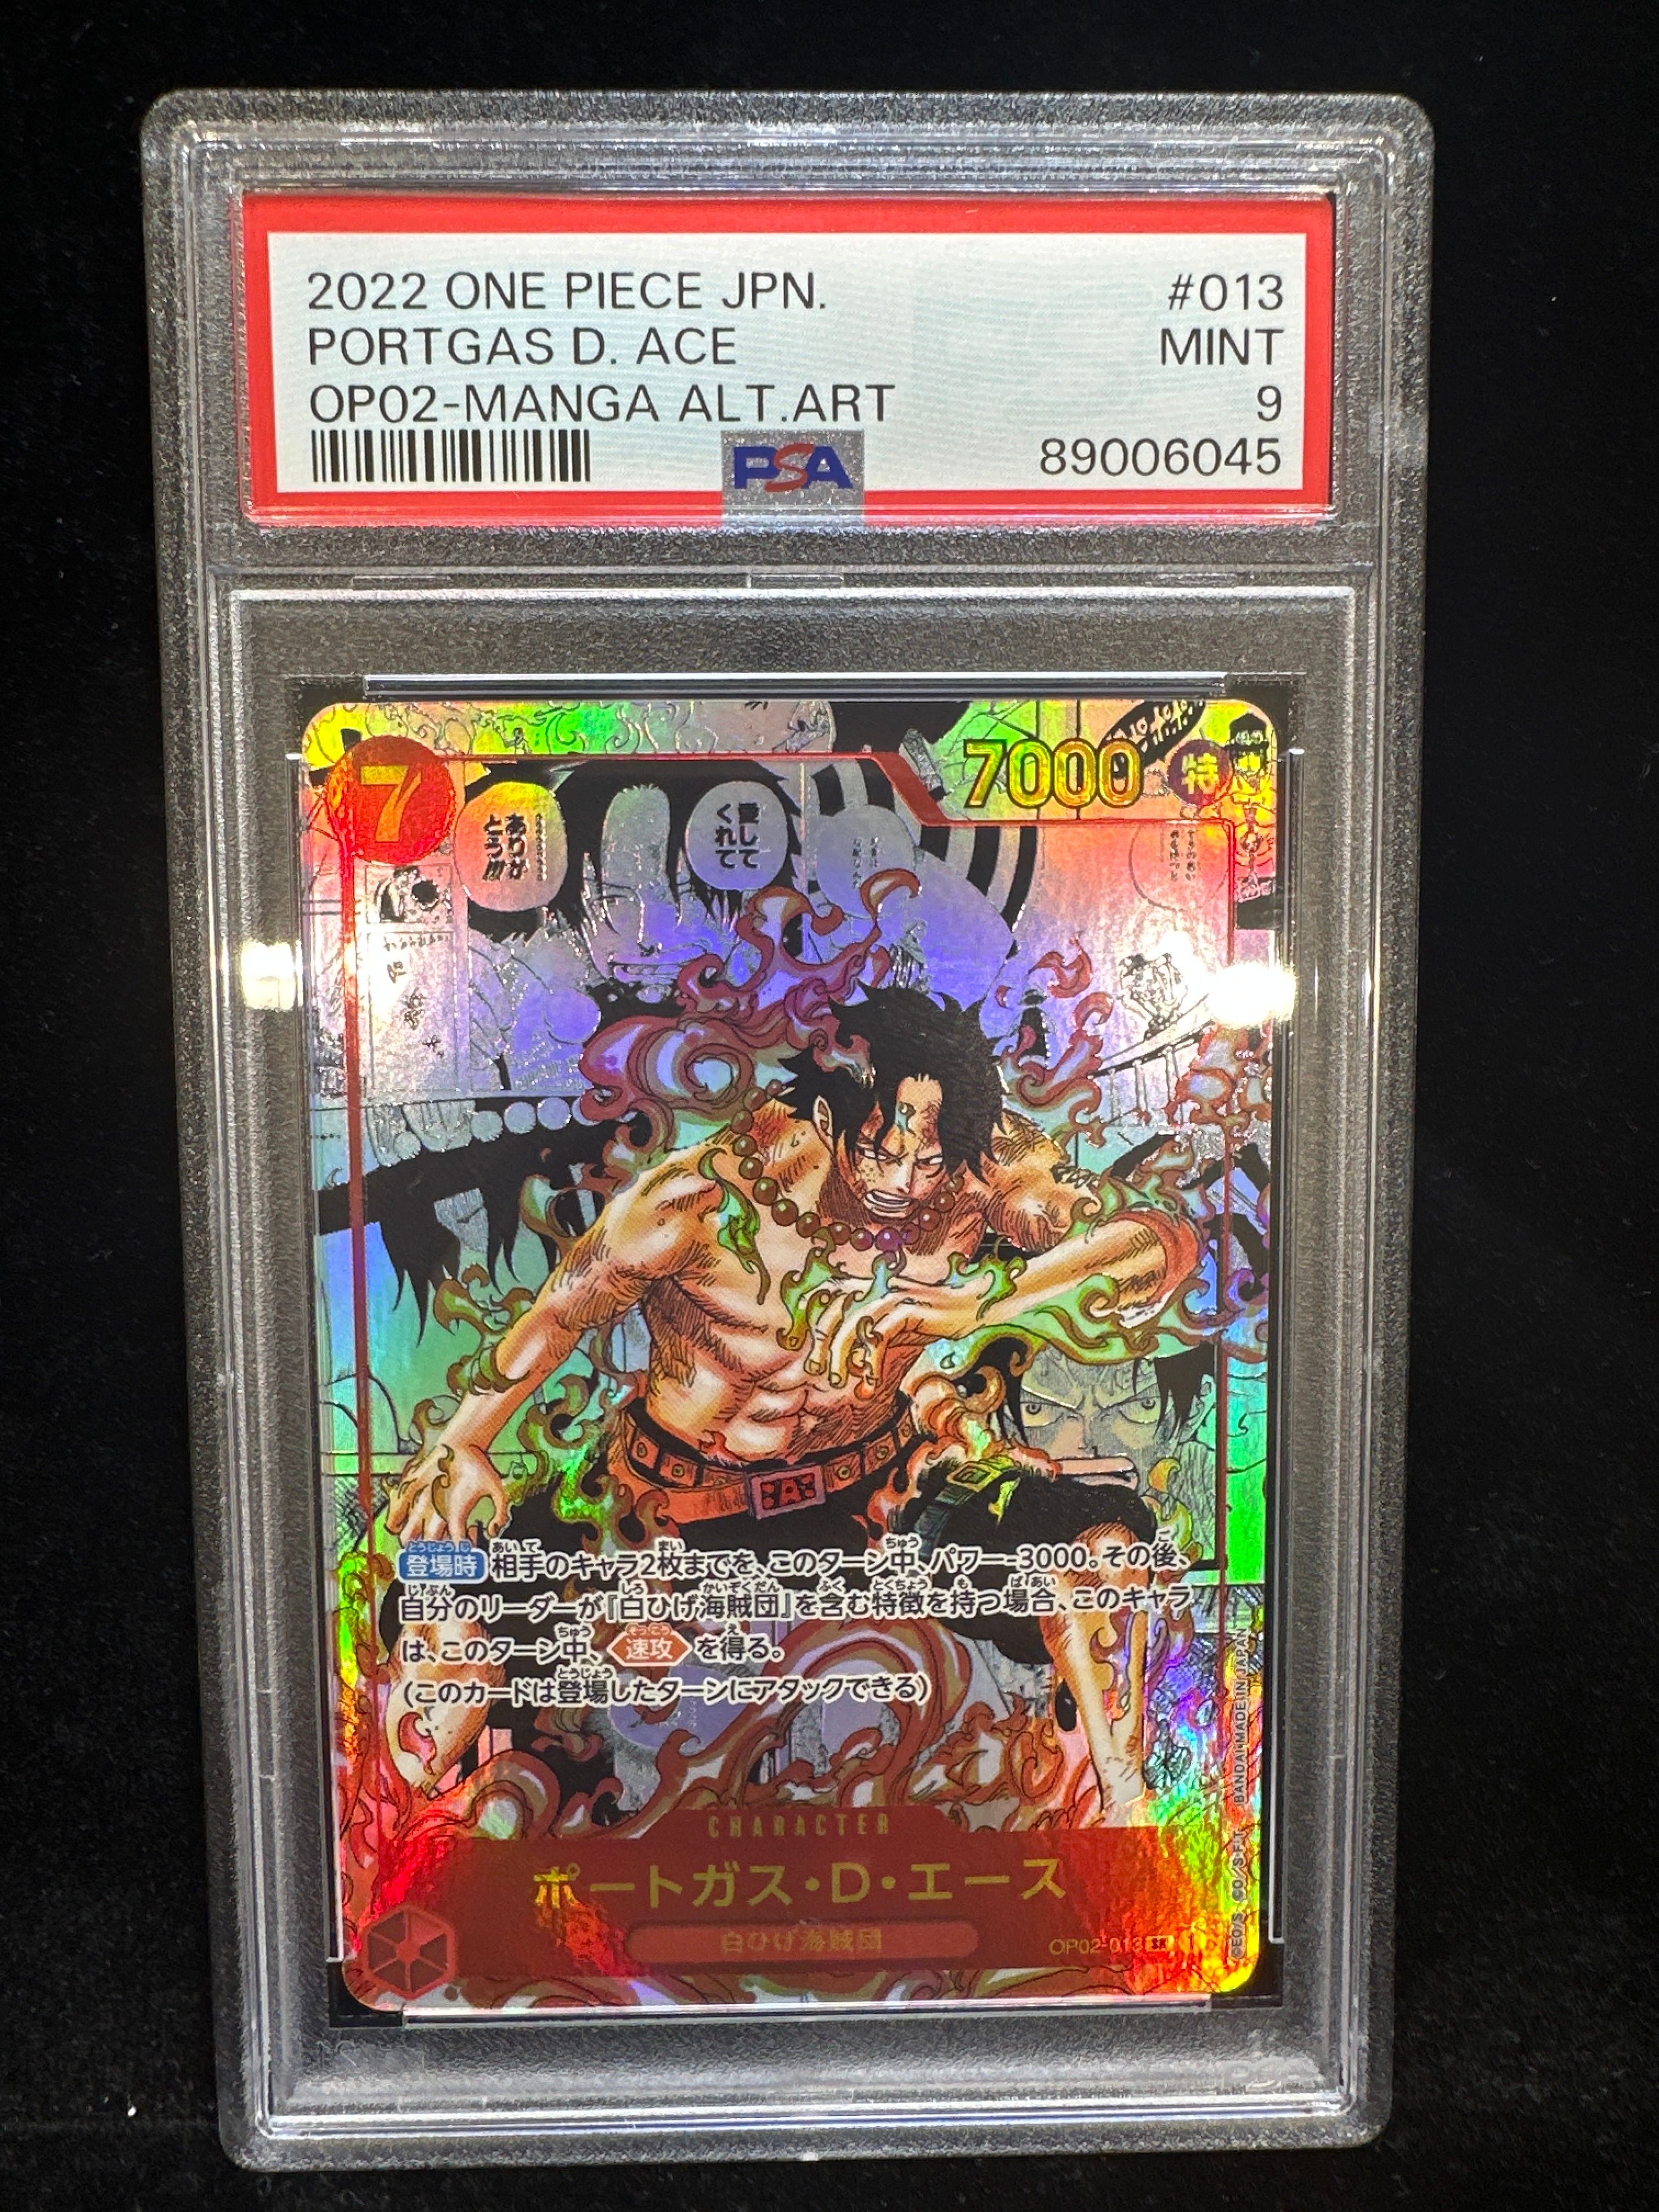 2022 ONE PIECE JPN. #013
PORTGAS D. ACE MINT
OP02-MANGA ALT.ART 9
PSA 89006045
7
7000
特
ありが
とう!!!
愛して
くれて
登場時 相手のキャラ2枚までを、このターン中、パワー-3000。その後、
自分のリーダーが『白ひげ海賊団』を含む特徴を持つ場合、このキャラ
は、このターン中、速攻を得る。
(このカードは登場したターンにアタックできる)
CHARACTER
ポートガス・D・エース
白ひげ海賊団
OP02-013 SR
BANDAI MADE IN JAPAN
A